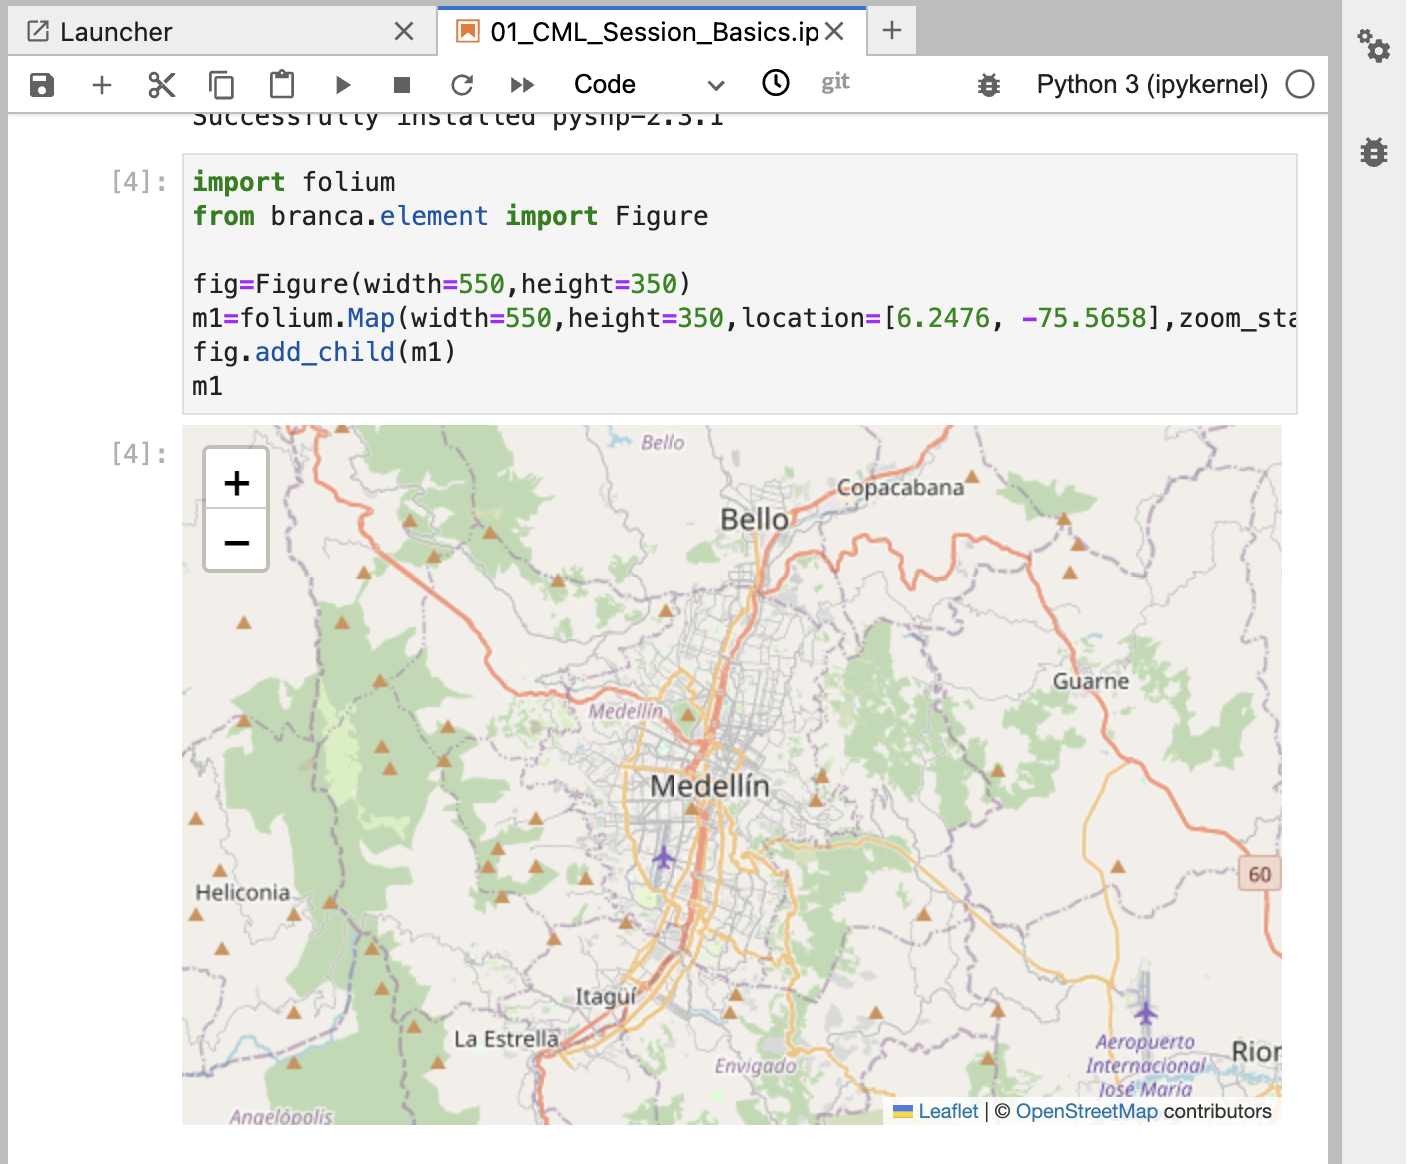 Launcher
01_CML_Session_Basics.ip
Code
git
Python 3 (ipykernel)
Successfully installed pyshp-2.3.1
[4]:
import folium
from branca.element import Figure
fig=Figure(width=550,height=350)
m1=folium.Map(width=550,height=350,location=[6.2476, -75.5658],zoom_sta
fig.add_child(m1)
m1
[4]:
+
−
Bello
Copacabana
Bello
Guarne
Medellín
Medellín
60
Heliconia
Itagüí
La Estrella
Envigado
Aeropuerto
Internacional
José María
Rion
Angelópolis
Leaflet | © OpenStreetMap contributors